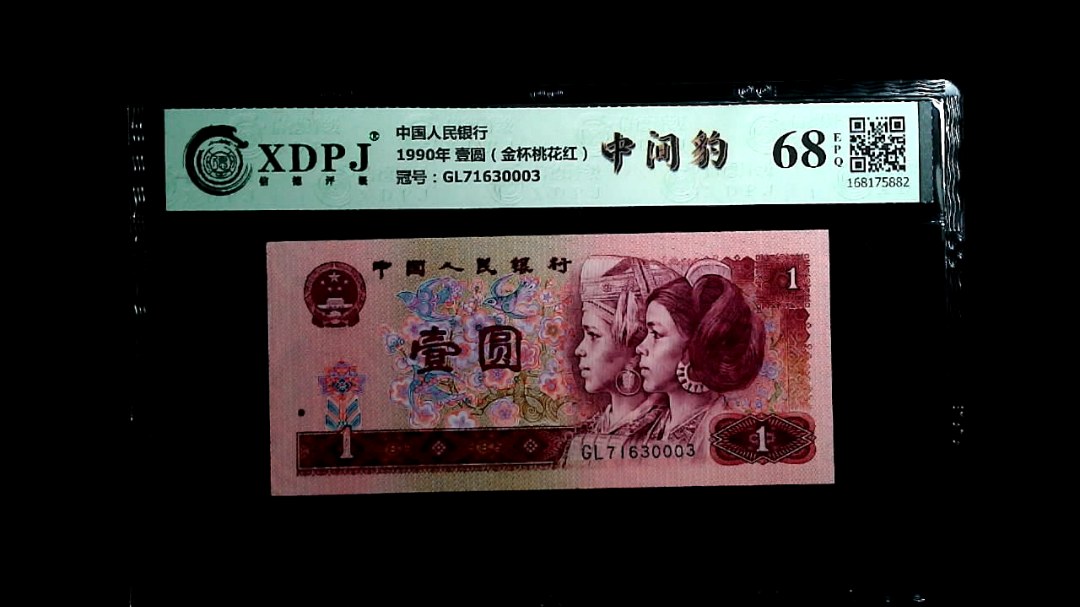 XDPJ®
信德评级
中国人民银行
1990年 壹圆（金杯桃花红）
冠号：GL71630003
中间豹
68
EPQ
168175882
中国人民银行
1
壹圆
1
GL71630003
1